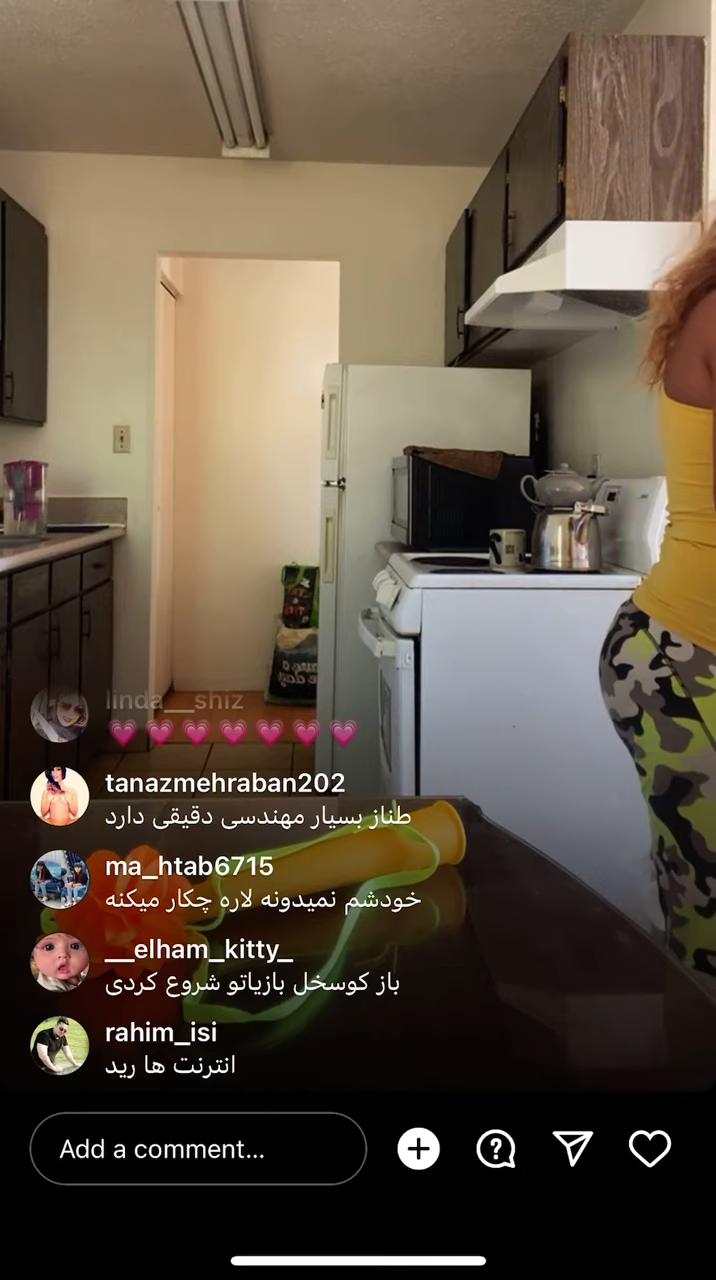 linda__shiz
💗💗💗💗💗💗💗
tanazmehraban202
طناز بسیار مهندسی دقیقی دارد
ma_htab6715
خودشم نمیدونه لاره چکار میکنه
__elham_kitty_
باز کوسخل بازیاتو شروع کردی
rahim_isi
انترنت ها رید
Add a comment...